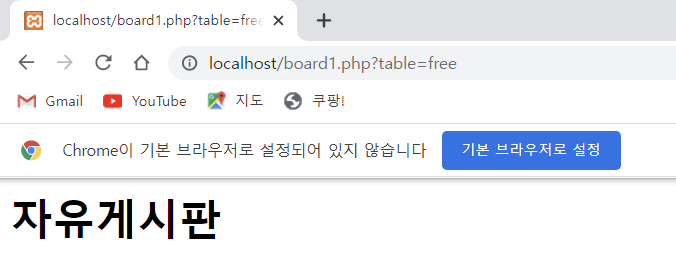 localhost/board1.php?table=free
localhost/board1.php?table=free
Gmail YouTube 지도 쿠팡!
Chrome이 기본 브라우저로 설정되어 있지 않습니다 기본 브라우저로 설정
자유게시판